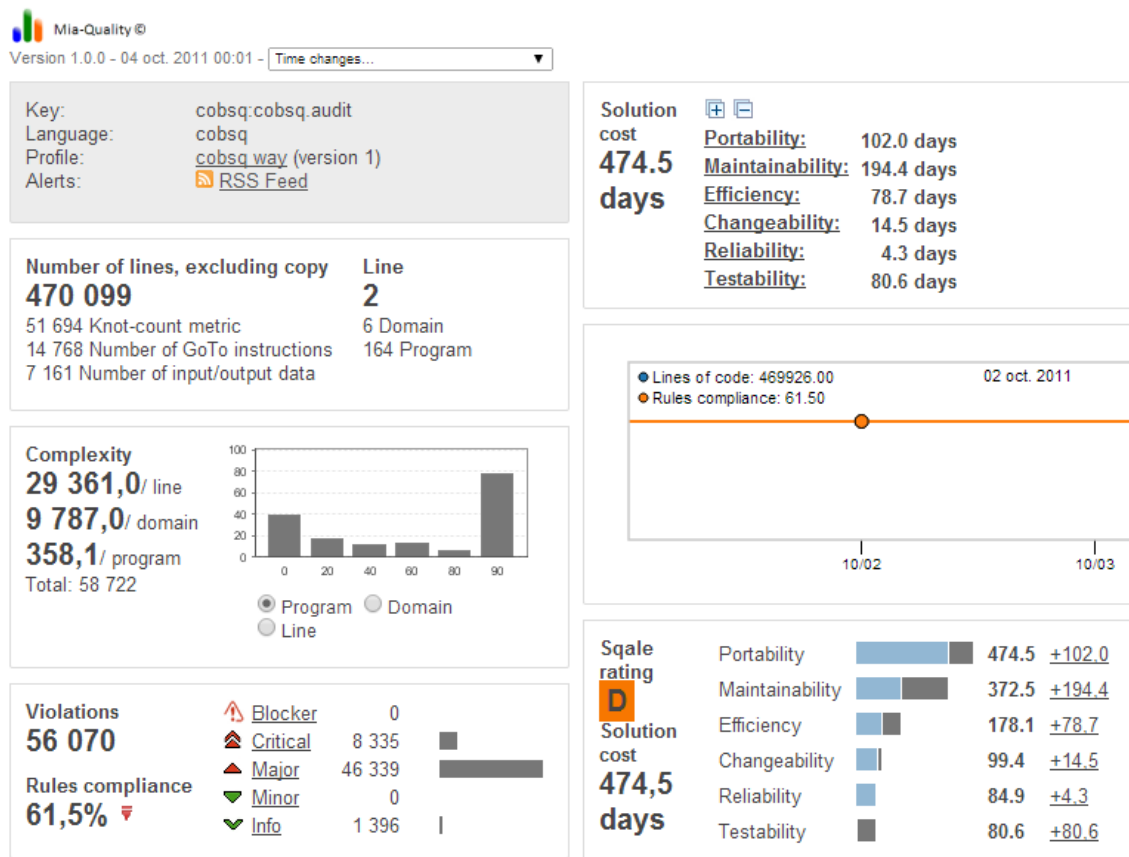 Mia-Quality ©
Version 1.0.0 - 04 oct. 2011 00:01 - Time changes...
Key: cobsq:cobsq.audit
Language: cobsq
Profile: cobsq way (version 1)
Alerts: RSS Feed
Number of lines, excluding copy
470 099
51 694 Knot-count metric
14 768 Number of GoTo instructions
7 161 Number of input/output data
Line
2
6 Domain
164 Program
Complexity
29 361,0/ line
9 787,0/ domain
358,1/ program
Total: 58 722
100
80
60
40
20
0
0 20 40 60 80 90
Program Domain
Line
Violations
56 070
Rules compliance
61,5%
Blocker 0
Critical 8 335
Major 46 339
Minor 0
Info 1 396
Solution
cost
474.5
days
Portability: 102.0 days
Maintainability: 194.4 days
Efficiency: 78.7 days
Changeability: 14.5 days
Reliability: 4.3 days
Testability: 80.6 days
Lines of code: 469926.00 02 oct. 2011
Rules compliance: 61.50
10/02 10/03
Sqale
rating
D
Solution
cost
474,5
days
Portability 474.5 +102,0
Maintainability 372.5 +194,4
Efficiency 178.1 +78,7
Changeability 99.4 +14,5
Reliability 84.9 +4,3
Testability 80.6 +80,6